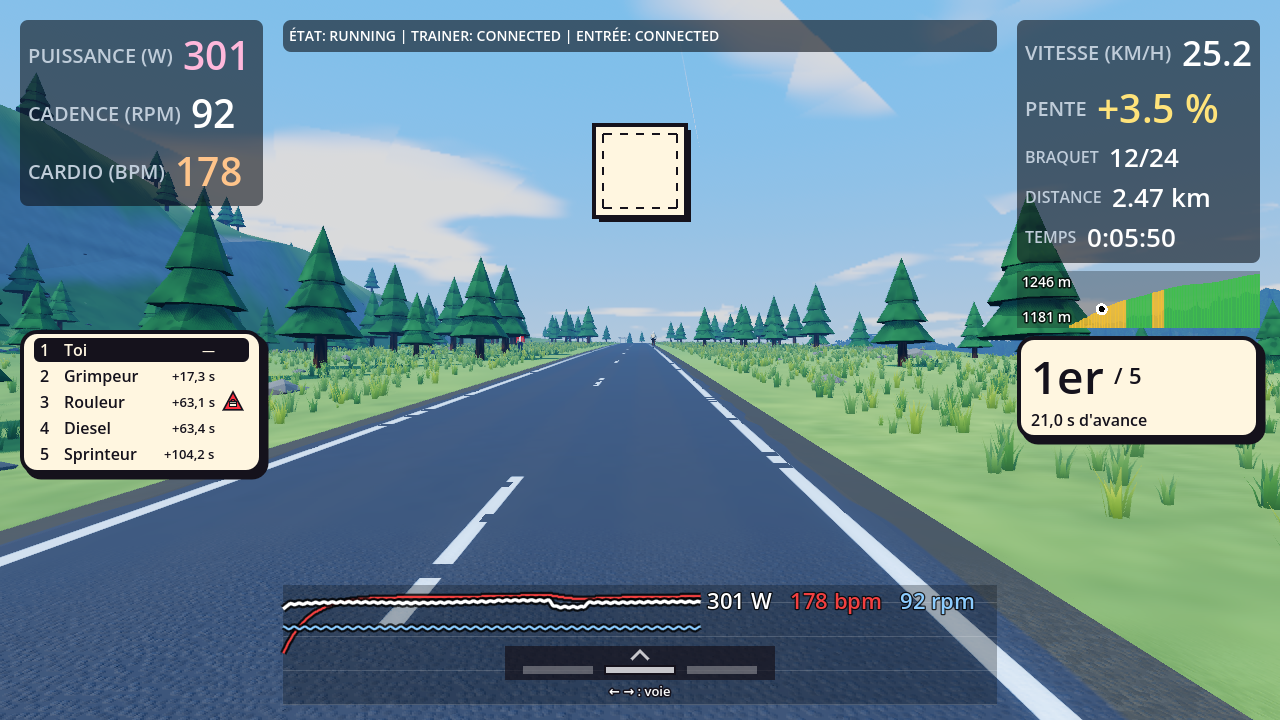 PUISSANCE (W) 301
CADENCE (RPM) 92
CARDIO (BPM) 178
ÉTAT: RUNNING | TRAINER: CONNECTED | ENTRÉE: CONNECTED
VITESSE (KM/H) 25.2
PENTE +3.5 %
BRAQUET 12/24
DISTANCE 2.47 km
TEMPS 0:05:50
1246 m
1181 m
1 Toi —
2 Grimpeur +17,3 s
3 Rouleur +63,1 s
4 Diesel +63,4 s
5 Sprinteur +104,2 s
1er / 5
21,0 s d'avance
301 W 178 bpm 92 rpm
← → : voie